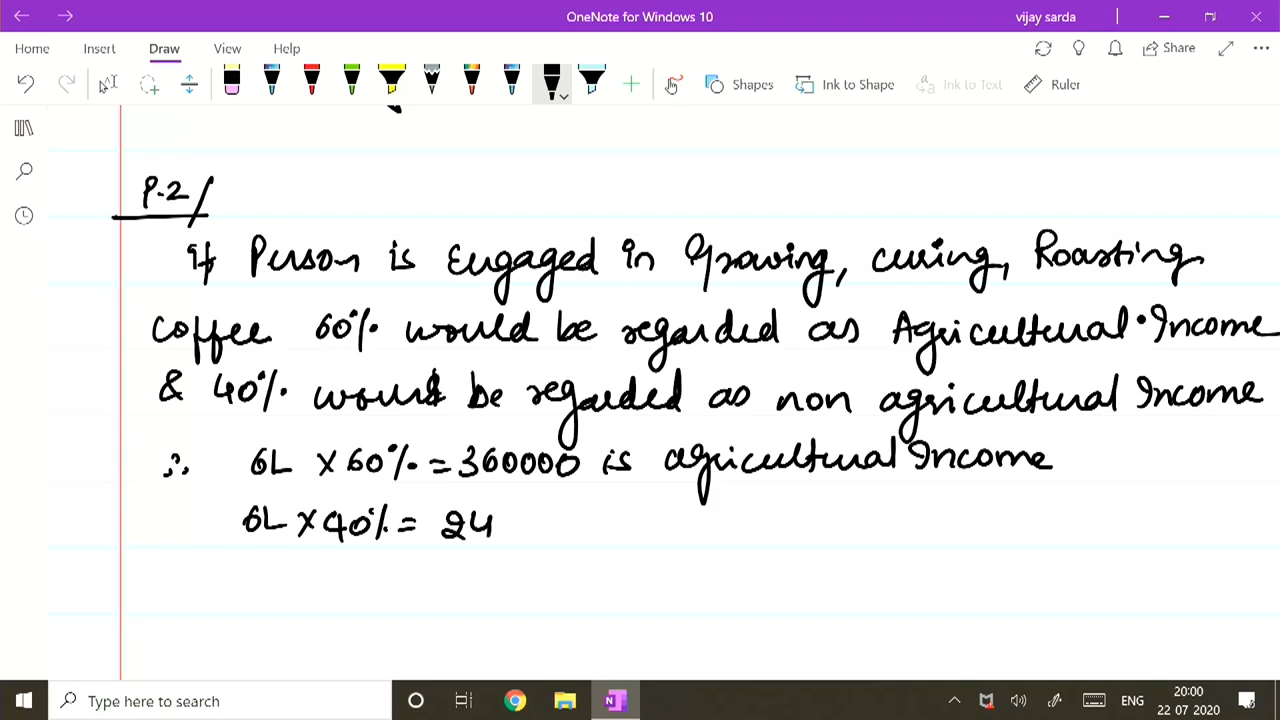 OneNote for Windows 10
vijay sarda
Home Insert Draw View Help
Share
Shapes Ink to Shape Ink to Text Ruler
P.2/
if Person is Engaged in Growing, curing, Roasting
coffee 60% would be regarded as Agricultural Income
& 40% would be regarded as non agricultural Income
∴ 6L X 60% = 360000 is agricultural Income
6L X 40% = 24
Type here to search
ENG
20:00
22 07 2020